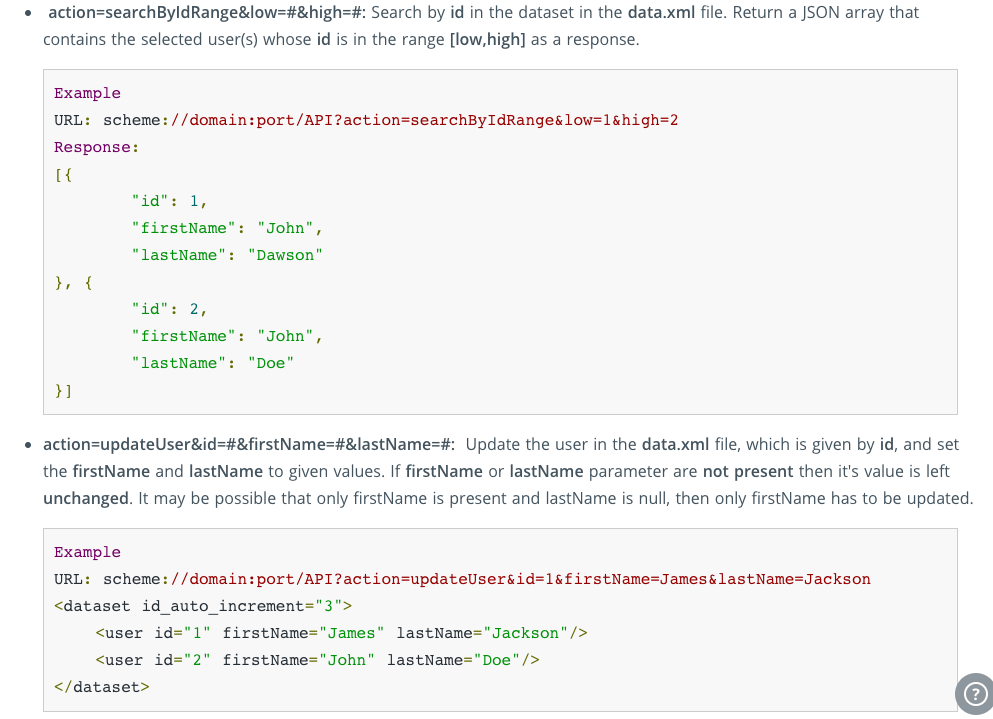 • action=searchByIdRange&low=#&high=#: Search by id in the dataset in the data.xml file. Return a JSON array that
contains the selected user(s) whose id is in the range [low,high] as a response.
Example
URL: scheme://domain:port/API?action=searchByIdRange&low=1&high=2
Response:
[{
"id": 1,
"firstName": "John",
"lastName": "Dawson"
}, {
"id": 2,
"firstName": "John",
"lastName": "Doe"
}]
• action=updateUser&id=#&firstName=#&lastName=#: Update the user in the data.xml file, which is given by id, and set
the firstName and lastName to given values. If firstName or lastName parameter are not present then it's value is left
unchanged. It may be possible that only firstName is present and lastName is null, then only firstName has to be updated.
Example
URL: scheme://domain:port/API?action=updateUser&id=1&firstName=James&lastName=Jackson
<dataset id_auto_increment="3">
<user id="1" firstName="James" lastName="Jackson"/>
<user id="2" firstName="John" lastName="Doe"/>
</dataset>
?